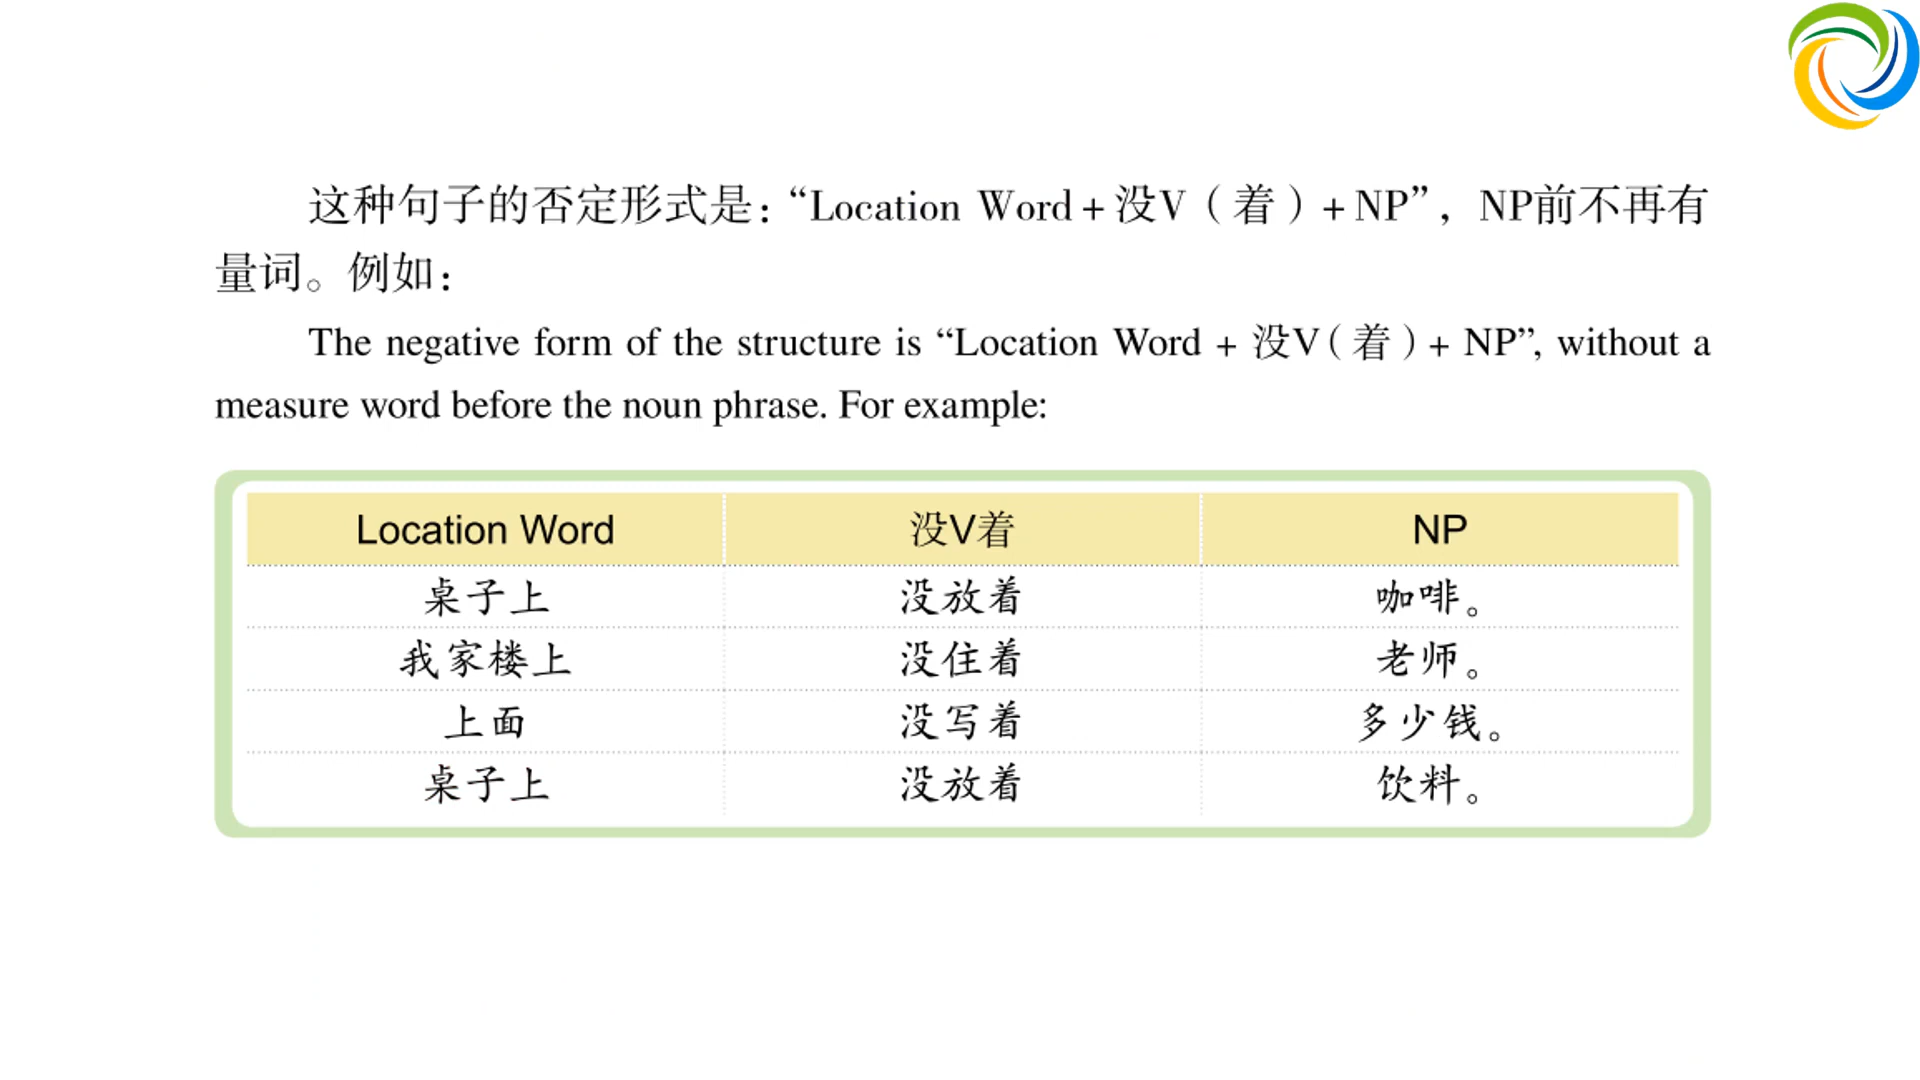 这种句子的否定形式是：“Location Word + 没V（着）+ NP”，NP前不再有
量词。例如：
The negative form of the structure is “Location Word + 没V（着）+ NP”, without a
measure word before the noun phrase. For example:
Location Word 没V着 NP
桌子上 没放着 咖啡。
我家楼上 没住着 老师。
上面 没写着 多少钱。
桌子上 没放着 饮料。